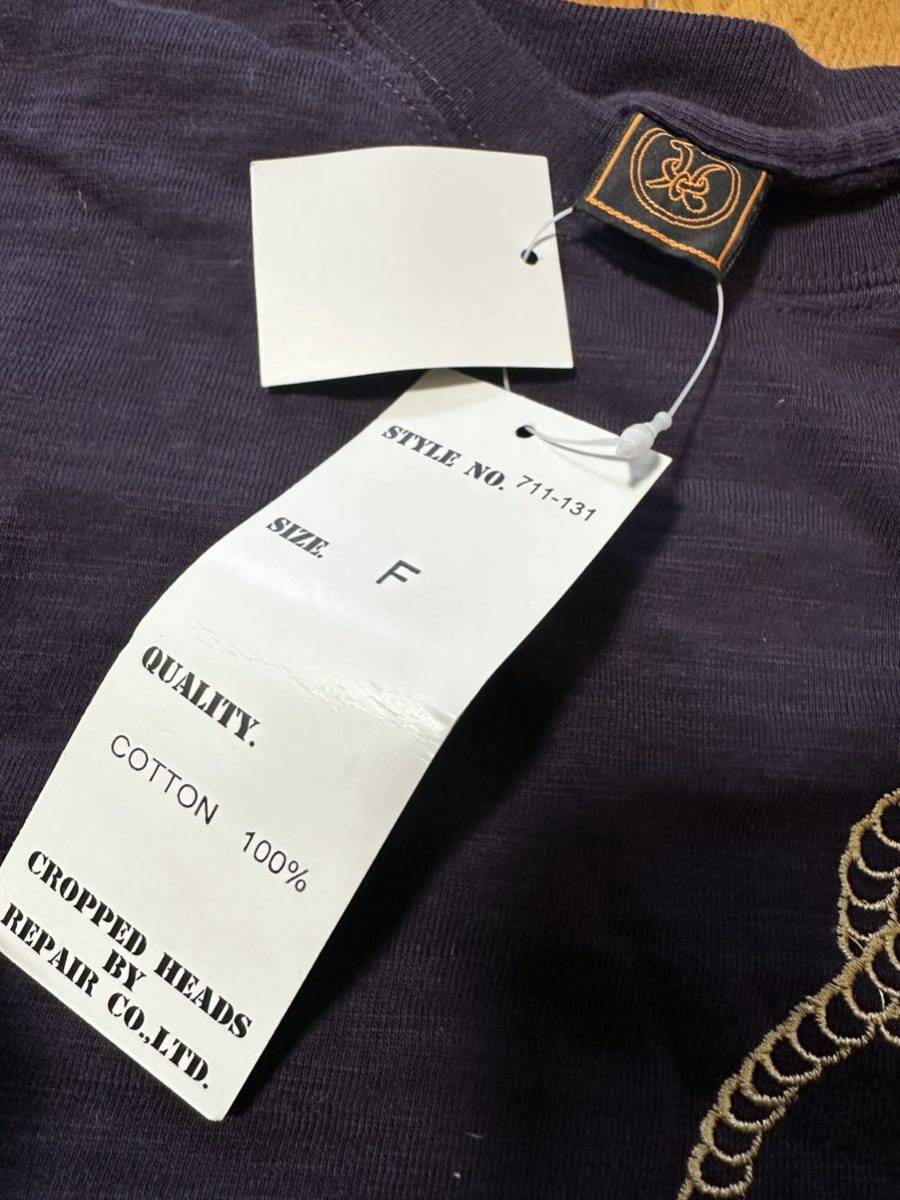 STYLE NO. 711-131
SIZE. F
QUALITY.
COTTON 100%
CROPPED HEADS
BY
REPAIR CO.,LTD.